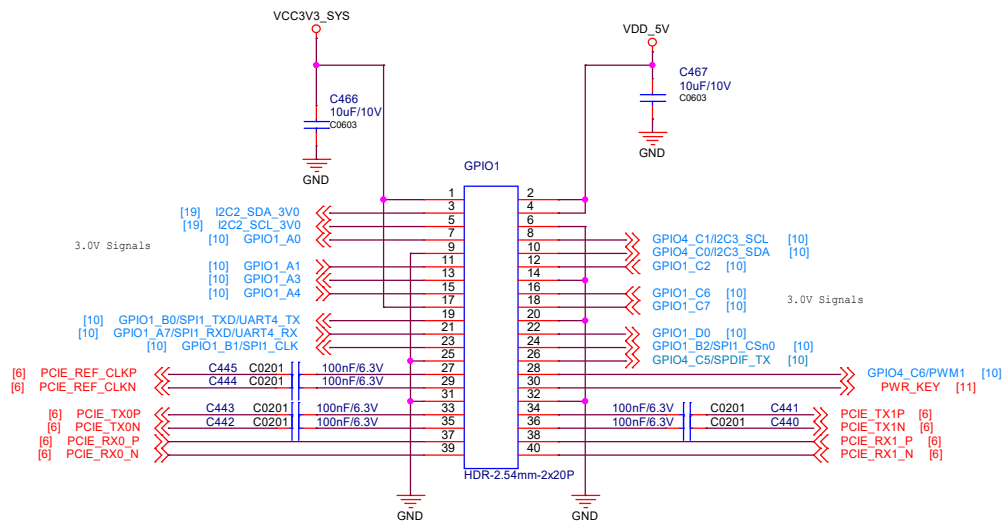 VCC3V3_SYS
VDD_5V
C466
10uF/10V
C0603
GND
C467
10uF/10V
C0603
GND
GPIO1
1 2
[19] I2C2_SDA_3V0 3 4
[19] I2C2_SCL_3V0 5 6
[10] GPIO1_A0 7 8 GPIO4_C1/I2C3_SCL [10]
3.0V Signals
9 10 GPIO4_C0/I2C3_SDA [10]
[10] GPIO1_A1 11 12 GPIO1_C2 [10]
[10] GPIO1_A3 13 14
[10] GPIO1_A4 15 16 GPIO1_C6 [10]
3.0V Signals
17 18 GPIO1_C7 [10]
[10] GPIO1_B0/SPI1_TXD/UART4_TX 19 20
[10] GPIO1_A7/SPI1_RXD/UART4_RX 21 22 GPIO1_D0 [10]
[10] GPIO1_B1/SPI1_CLK 23 24 GPIO1_B2/SPI1_CSn0 [10]
25 26 GPIO4_C5/SPDIF_TX [10]
[6] PCIE_REF_CLKP C445 C0201 100nF/6.3V 27 28 GPIO4_C6/PWM1 [10]
[6] PCIE_REF_CLKN C444 C0201 100nF/6.3V 29 30 PWR_KEY [11]
31 32
[6] PCIE_TX0P C443 C0201 100nF/6.3V 33 34 100nF/6.3V C0201 C441 PCIE_TX1P [6]
[6] PCIE_TX0N C442 C0201 100nF/6.3V 35 36 100nF/6.3V C0201 C440 PCIE_TX1N [6]
[6] PCIE_RX0_P 37 38 PCIE_RX1_P [6]
[6] PCIE_RX0_N 39 40 PCIE_RX1_N [6]
HDR-2.54mm-2x20P
GND
GND